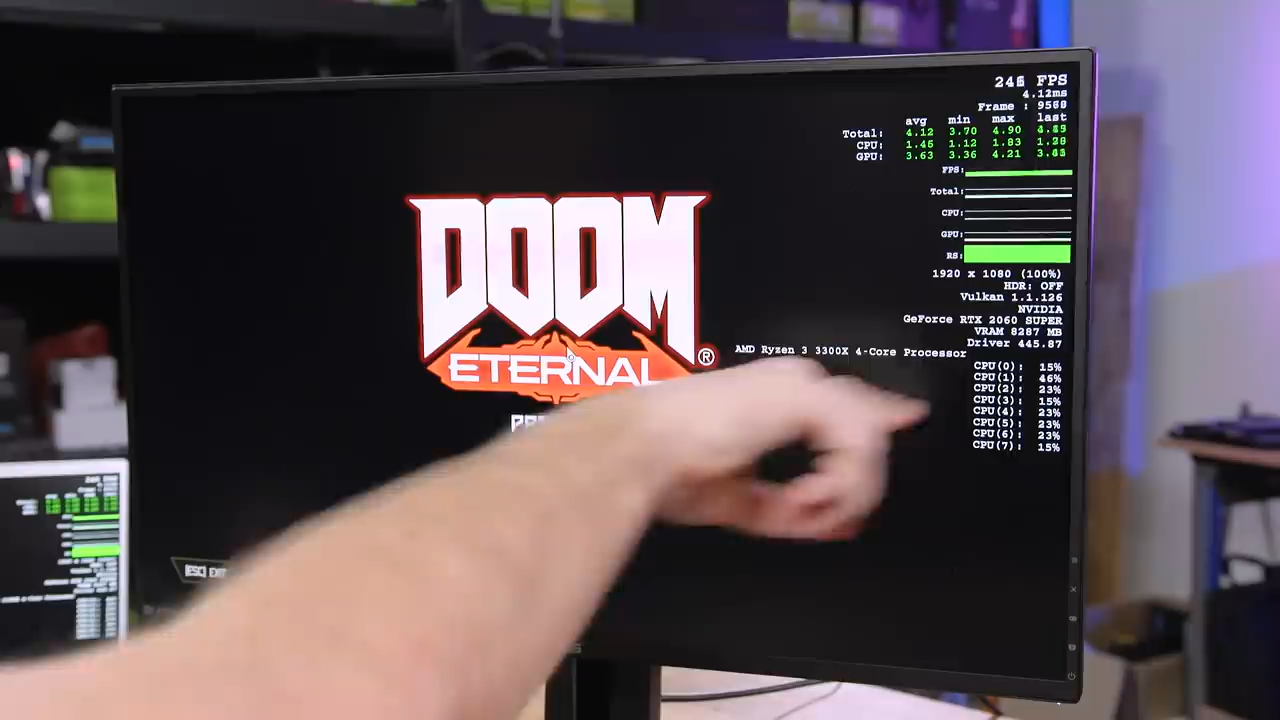 FPS
4.12ms
Frame :
avg min max last
Total: 4.12 3.70 4.90
CPU: 1.45 1.12 1.83
GPU: 3.63 3.36 4.21
FPS:
Total:
CPU:
GPU:
RS:
1920 x 1080 (100%)
HDR: OFF
Vulkan 1.1.126
NVIDIA
GeForce RTX 2060 SUPER
VRAM 8287 MB
Driver 445.87
AMD Ryzen 3 3300X 4-Core Processor
CPU(0): 15%
CPU(1): 46%
CPU(2): 23%
CPU(3): 15%
CPU(4): 23%
CPU(5): 23%
CPU(6): 23%
CPU(7): 15%
DOOM
®
ETERNAL
[ESC]